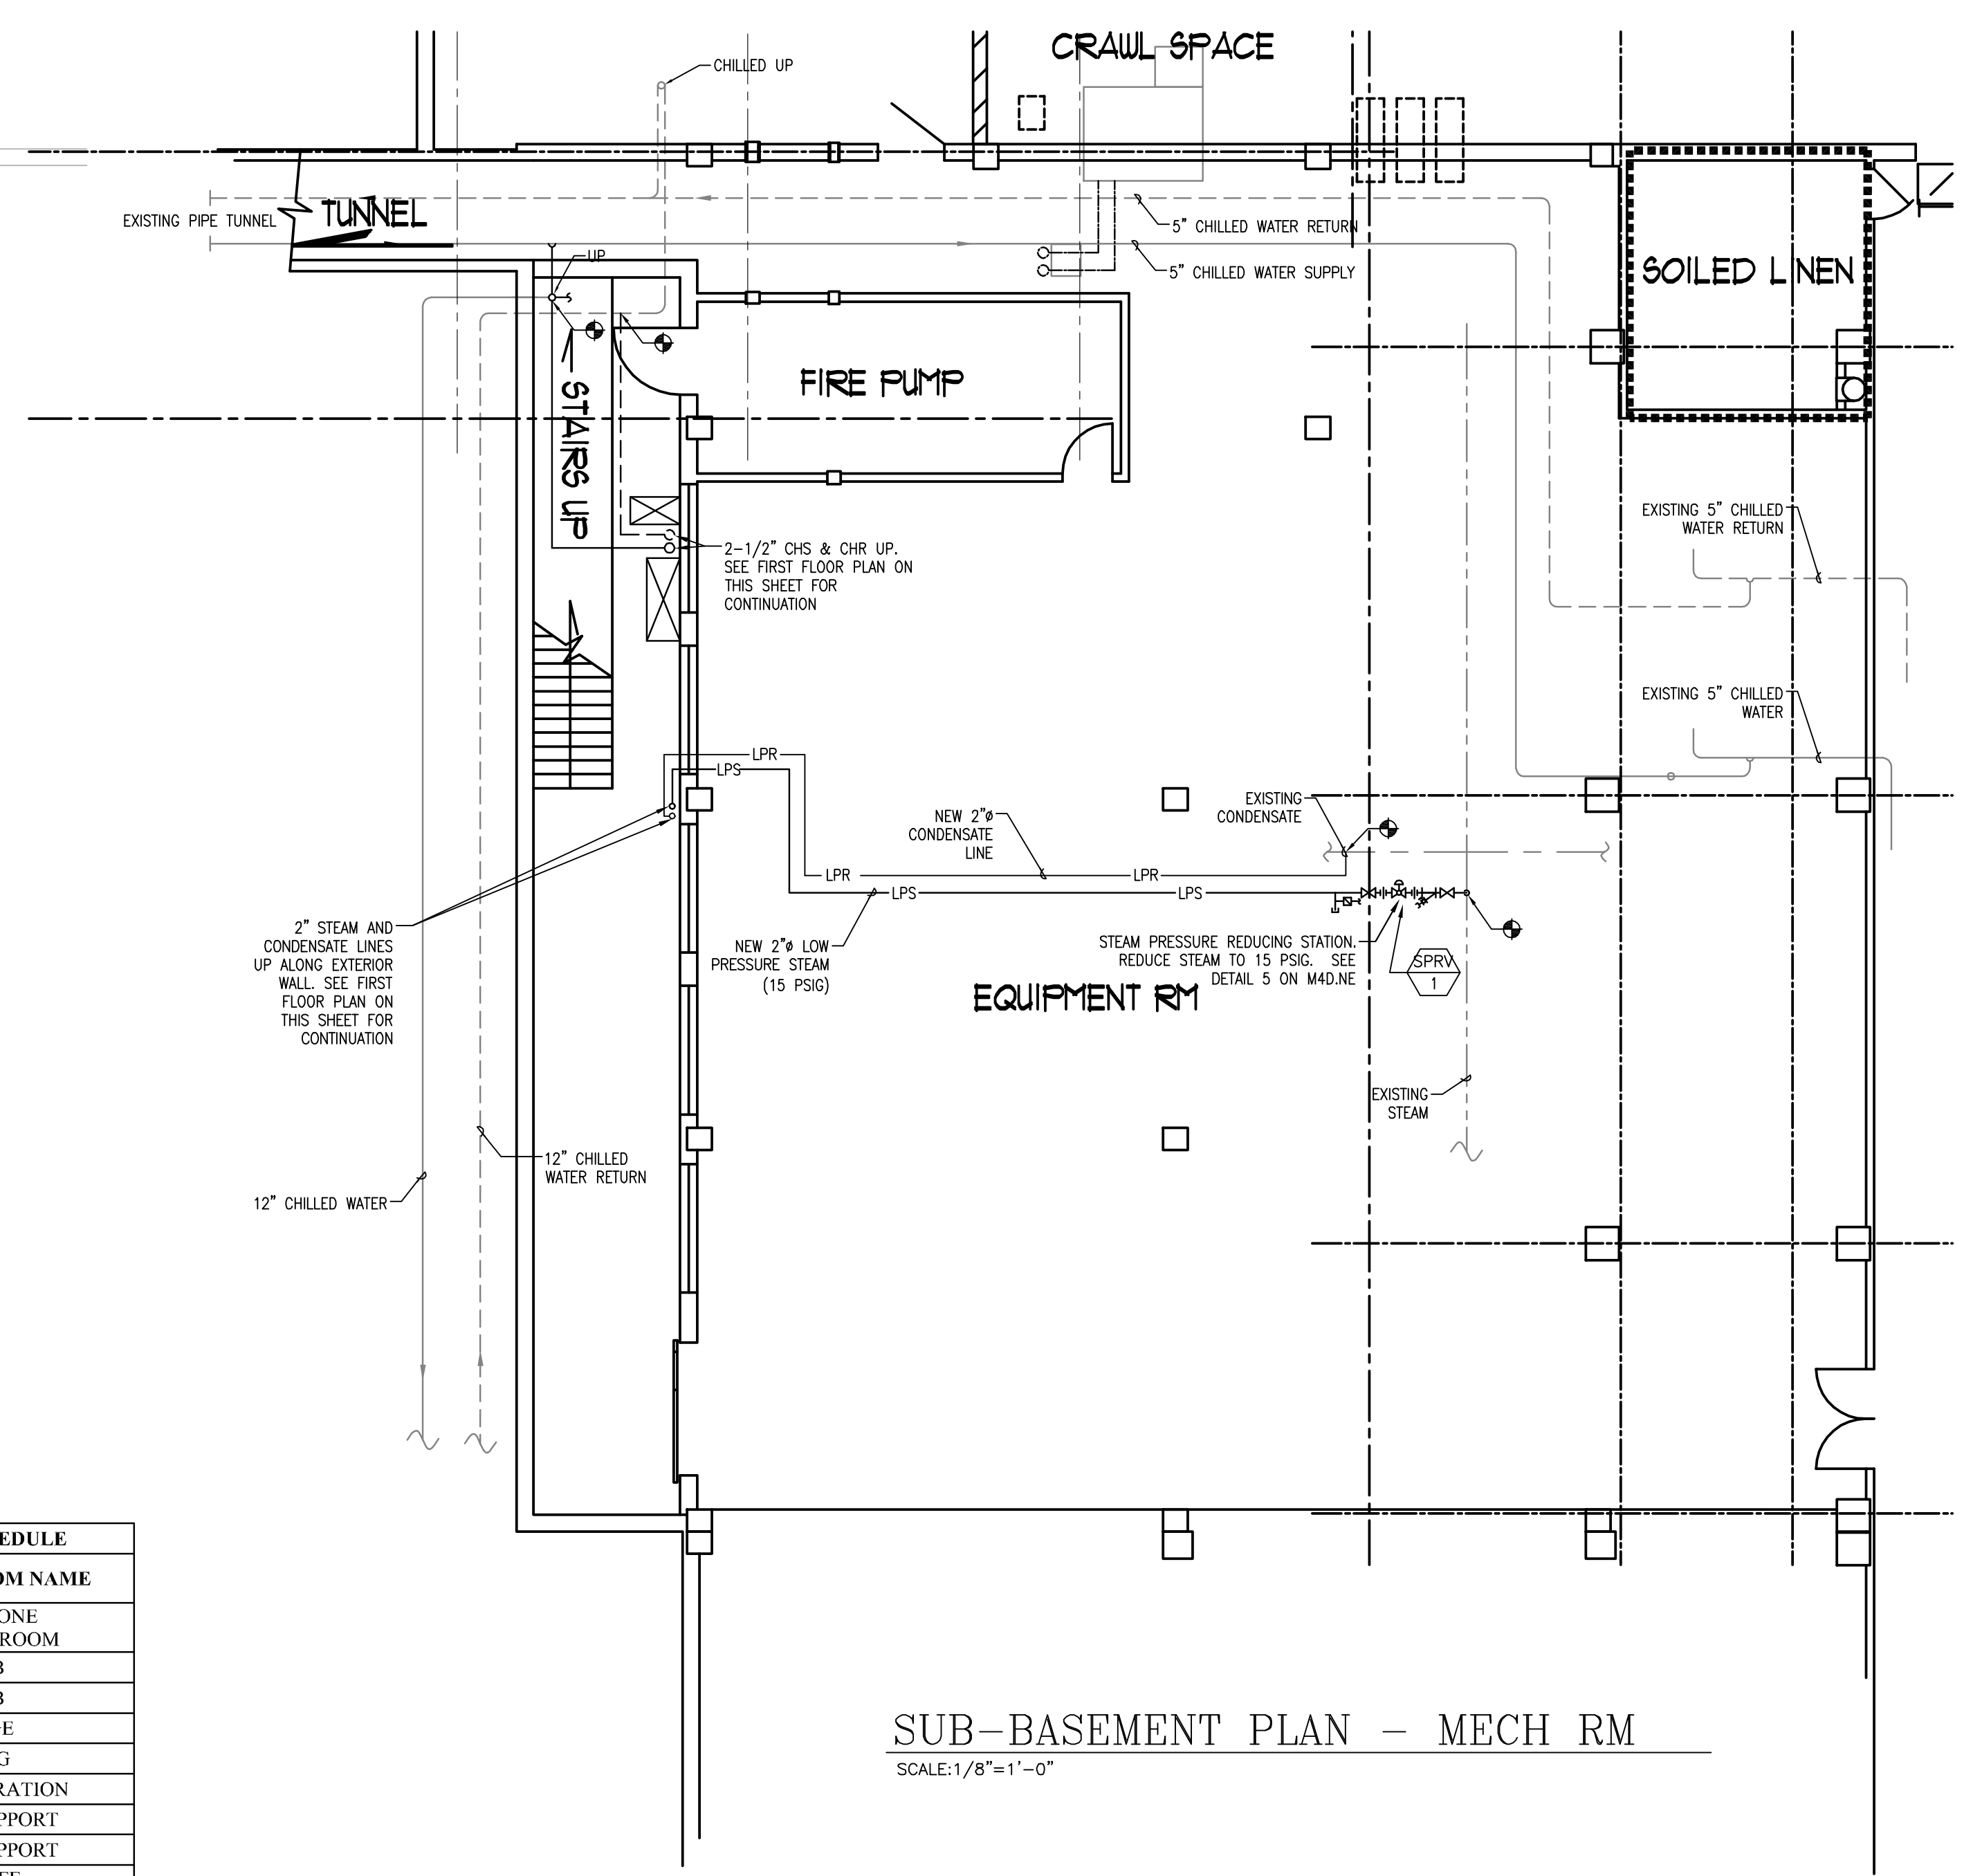 CRAWL SPACE
CHILLED UP
EXISTING PIPE TUNNEL
TUNNEL
5" CHILLED WATER RETURN
5" CHILLED WATER SUPPLY
UP
SOILED LINEN
FIRE PUMP
STAIRS UP
EXISTING 5" CHILLED
WATER RETURN
2-1/2" CHS & CHR UP.
SEE FIRST FLOOR PLAN ON
THIS SHEET FOR
CONTINUATION
EXISTING 5" CHILLED
WATER
LPR
LPS
NEW 2"ø
CONDENSATE
LINE
EXISTING
CONDENSATE
LPR
LPR
LPS
LPS
2" STEAM AND
CONDENSATE LINES
UP ALONG EXTERIOR
WALL. SEE FIRST
FLOOR PLAN ON
THIS SHEET FOR
CONTINUATION
NEW 2"ø LOW
PRESSURE STEAM
(15 PSIG)
STEAM PRESSURE REDUCING STATION.
REDUCE STEAM TO 15 PSIG. SEE
DETAIL 5 ON M4D.NE
SPRV
1
EQUIPMENT RM
EXISTING
STEAM
12" CHILLED
WATER RETURN
12" CHILLED WATER
EDULE
OM NAME
ONE
ROOM
B
B
GE
G
RATION
PPORT
PPORT
SUB-BASEMENT PLAN - MECH RM
SCALE:1/8"=1'-0"